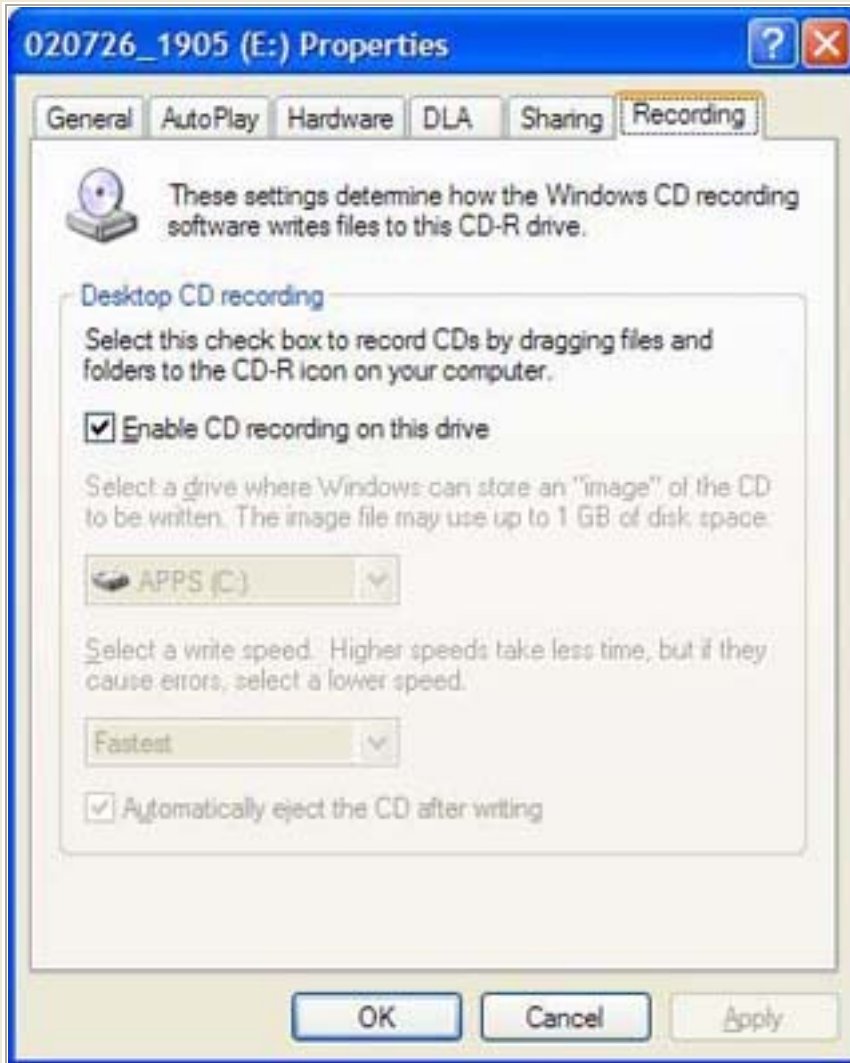 020726_1905 (E:) Properties
General AutoPlay Hardware DLA Sharing Recording
These settings determine how the Windows CD recording
software writes files to this CD-R drive.
Desktop CD recording
Select this check box to record CDs by dragging files and
folders to the CD-R icon on your computer.
Enable CD recording on this drive
Select a drive where Windows can store an "image" of the CD
to be written. The image file may use up to 1 GB of disk space.
APPS (C:)
Select a write speed. Higher speeds take less time, but if they
cause errors, select a lower speed.
Fastest
Automatically eject the CD after writing
OK Cancel Apply